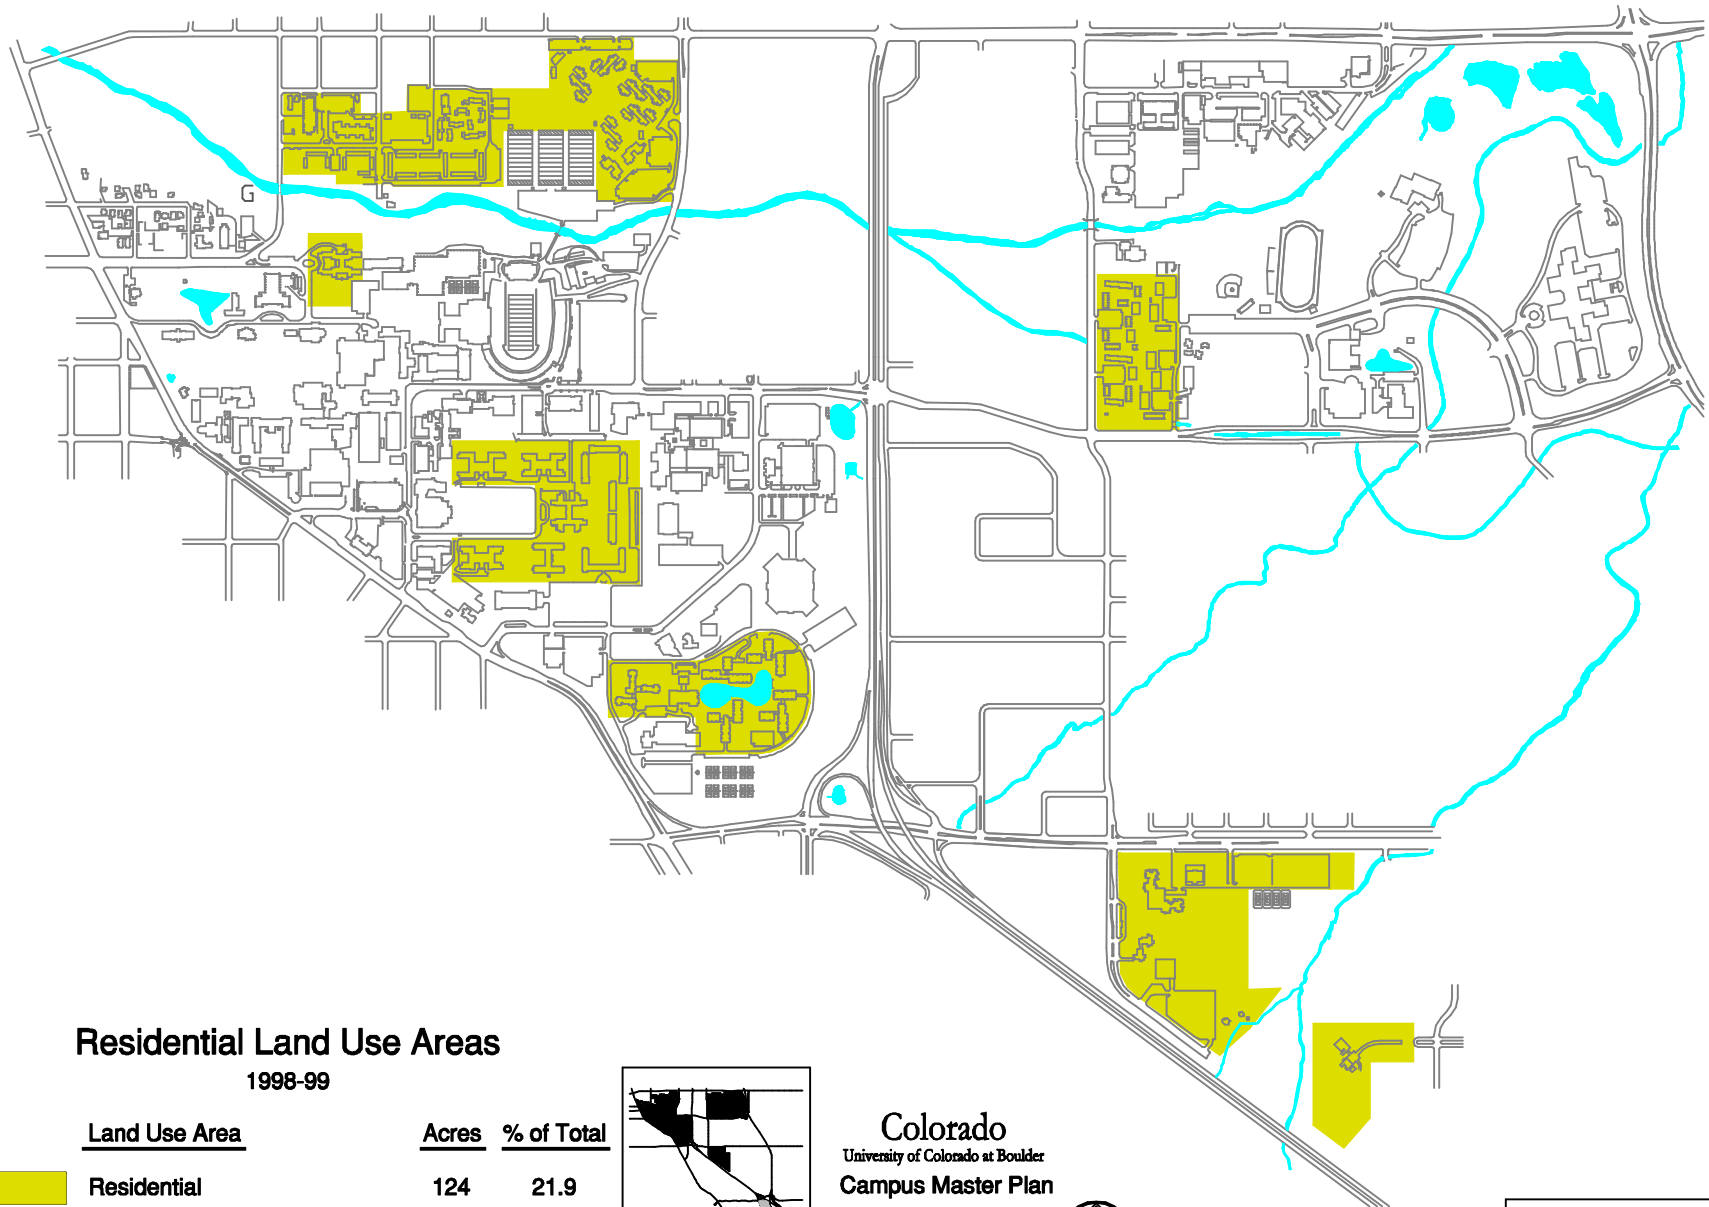 G
Residential Land Use Areas
1998-99
Land Use Area Acres % of Total
Residential 124 21.9
Colorado
University of Colorado at Boulder
Campus Master Plan